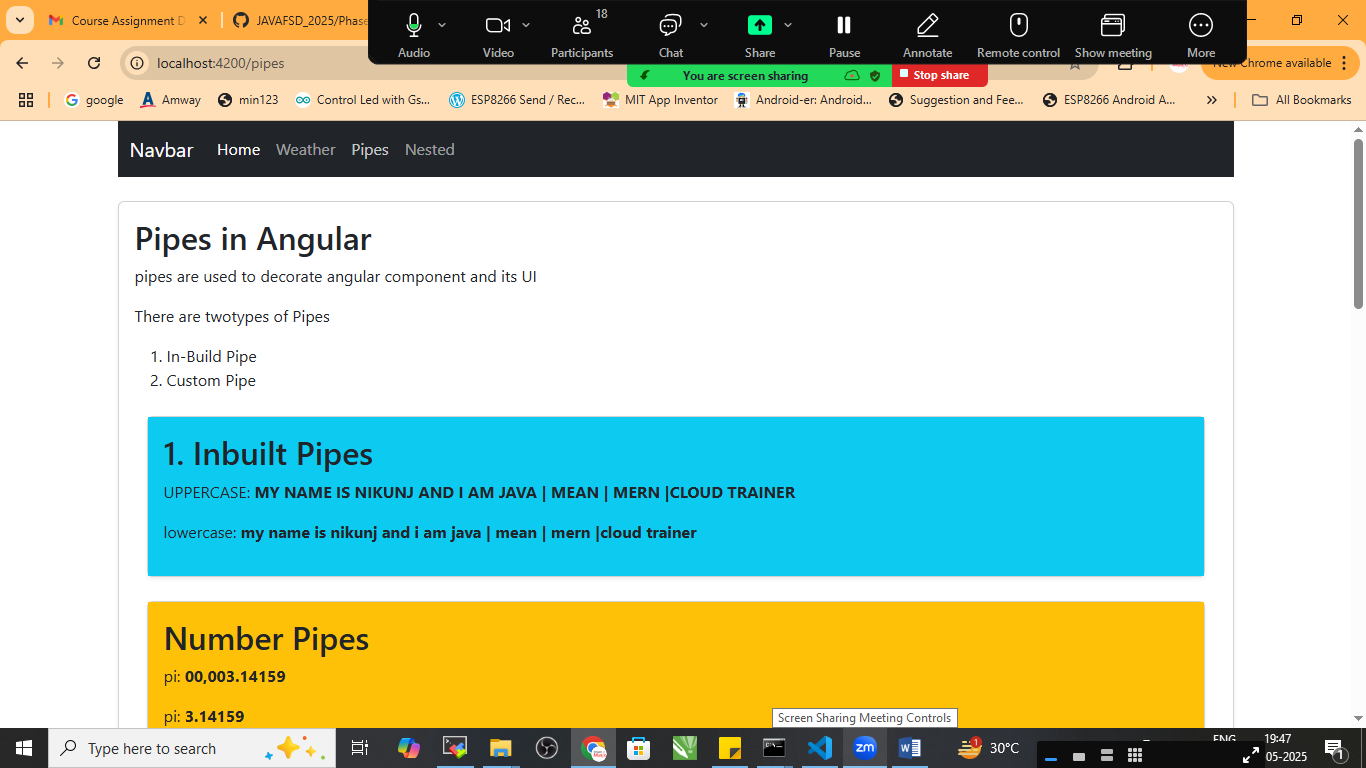 Course Assignment D
JAVAFSD_2025/Phase
18
Audio
Video
Participants
Chat
Share
Pause
Annotate
Remote control
Show meeting
More
localhost:4200/pipes
You are screen sharing
Stop share
New Chrome available
google
Amway
min123
Control Led with Gs...
ESP8266 Send / Rec...
MIT App Inventor
Android-er: Android...
Suggestion and Fee...
ESP8266 Android A...
All Bookmarks
Navbar Home Weather Pipes Nested
Pipes in Angular
pipes are used to decorate angular component and its UI
There are twotypes of Pipes
1. In-Build Pipe
2. Custom Pipe
1. Inbuilt Pipes
UPPERCASE: MY NAME IS NIKUNJ AND I AM JAVA | MEAN | MERN |CLOUD TRAINER
lowercase: my name is nikunj and i am java | mean | mern |cloud trainer
Number Pipes
pi: 00,003.14159
pi: 3.14159
Screen Sharing Meeting Controls
Type here to search
zm
1
30°C
ENG
19:47
05-2025
1